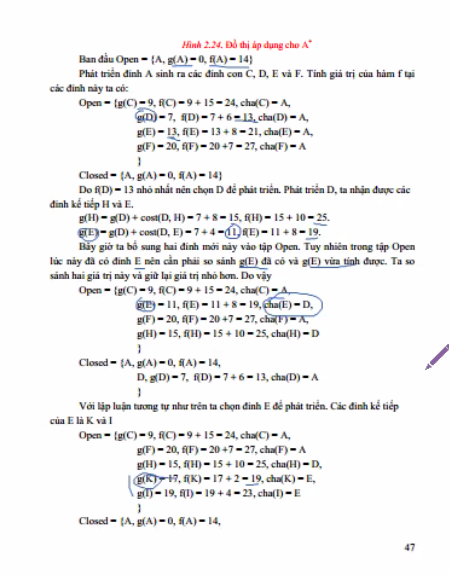 Hình 2.24. Đồ thị áp dụng cho A*
Ban đầu Open = {A, g(A) = 0, f(A) = 14}
Phát triển đỉnh A sinh ra các đỉnh con C, D, E và F. Tính giá trị của hàm f tại
các đỉnh này ta có:
Open = {g(C) = 9, f(C) = 9 + 15 = 24, cha(C) = A,
g(D) = 7, f(D) = 7 + 6 = 13, cha(D) = A,
g(E) = 13, f(E) = 13 + 8 = 21, cha(E) = A,
g(F) = 20, f(F) = 20 +7 = 27, cha(F) = A
}
Closed = {A, g(A) = 0, f(A) = 14}
Do f(D) = 13 nhỏ nhất nên chọn D để phát triển. Phát triển D, ta nhận được các
đỉnh kế tiếp H và E.
g(H) = g(D) + cost(D, H) = 7 + 8 = 15, f(H) = 15 + 10 = 25.
g(E) = g(D) + cost(D, E) = 7 + 4 = 11, f(E) = 11 + 8 = 19.
Bây giờ ta bổ sung hai đỉnh mới này vào tập Open. Tuy nhiên trong tập Open
lúc này đã có đỉnh E nên cần phải so sánh g(E) đã có và g(E) vừa tính được. Ta so
sánh hai giá trị này và giữ lại giá trị nhỏ hơn. Do vậy
Open = {g(C) = 9, f(C) = 9 + 15 = 24, cha(C) = A,
g(E) = 11, f(E) = 11 + 8 = 19, cha(E) = D,
g(F) = 20, f(F) = 20 +7 = 27, cha(F) = A,
g(H) = 15, f(H) = 15 + 10 = 25, cha(H) = D
}
Closed = {A, g(A) = 0, f(A) = 14,
D, g(D) = 7, f(D) = 7 + 6 = 13, cha(D) = A
}
Với lập luận tương tự như trên ta chọn đỉnh E để phát triển. Các đỉnh kế tiếp
của E là K và I
Open = {g(C) = 9, f(C) = 9 + 15 = 24, cha(C) = A,
g(F) = 20, f(F) = 20 +7 = 27, cha(F) = A
g(H) = 15, f(H) = 15 + 10 = 25, cha(H) = D,
g(K) = 17, f(K) = 17 + 2 = 19, cha(K) = E,
g(I) = 19, f(I) = 19 + 4 = 23, cha(I) = E
}
Closed = {A, g(A) = 0, f(A) = 14,
47